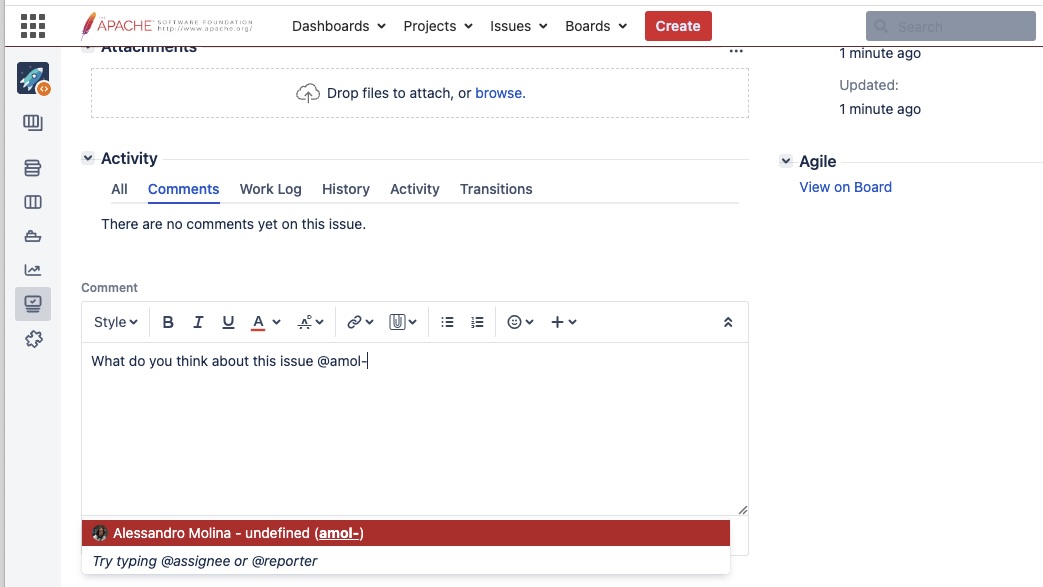 THE
APACHE SOFTWARE FOUNDATION
http://www.apache.org/
Dashboards Projects Issues Boards Create Search
Attachments
1 minute ago
Drop files to attach, or browse.
Updated:
1 minute ago
Activity
Agile
All Comments Work Log History Activity Transitions
View on Board
There are no comments yet on this issue.
Comment
Style B I U A
What do you think about this issue @amol-
Alessandro Molina - undefined (amol-)
Try typing @assignee or @reporter